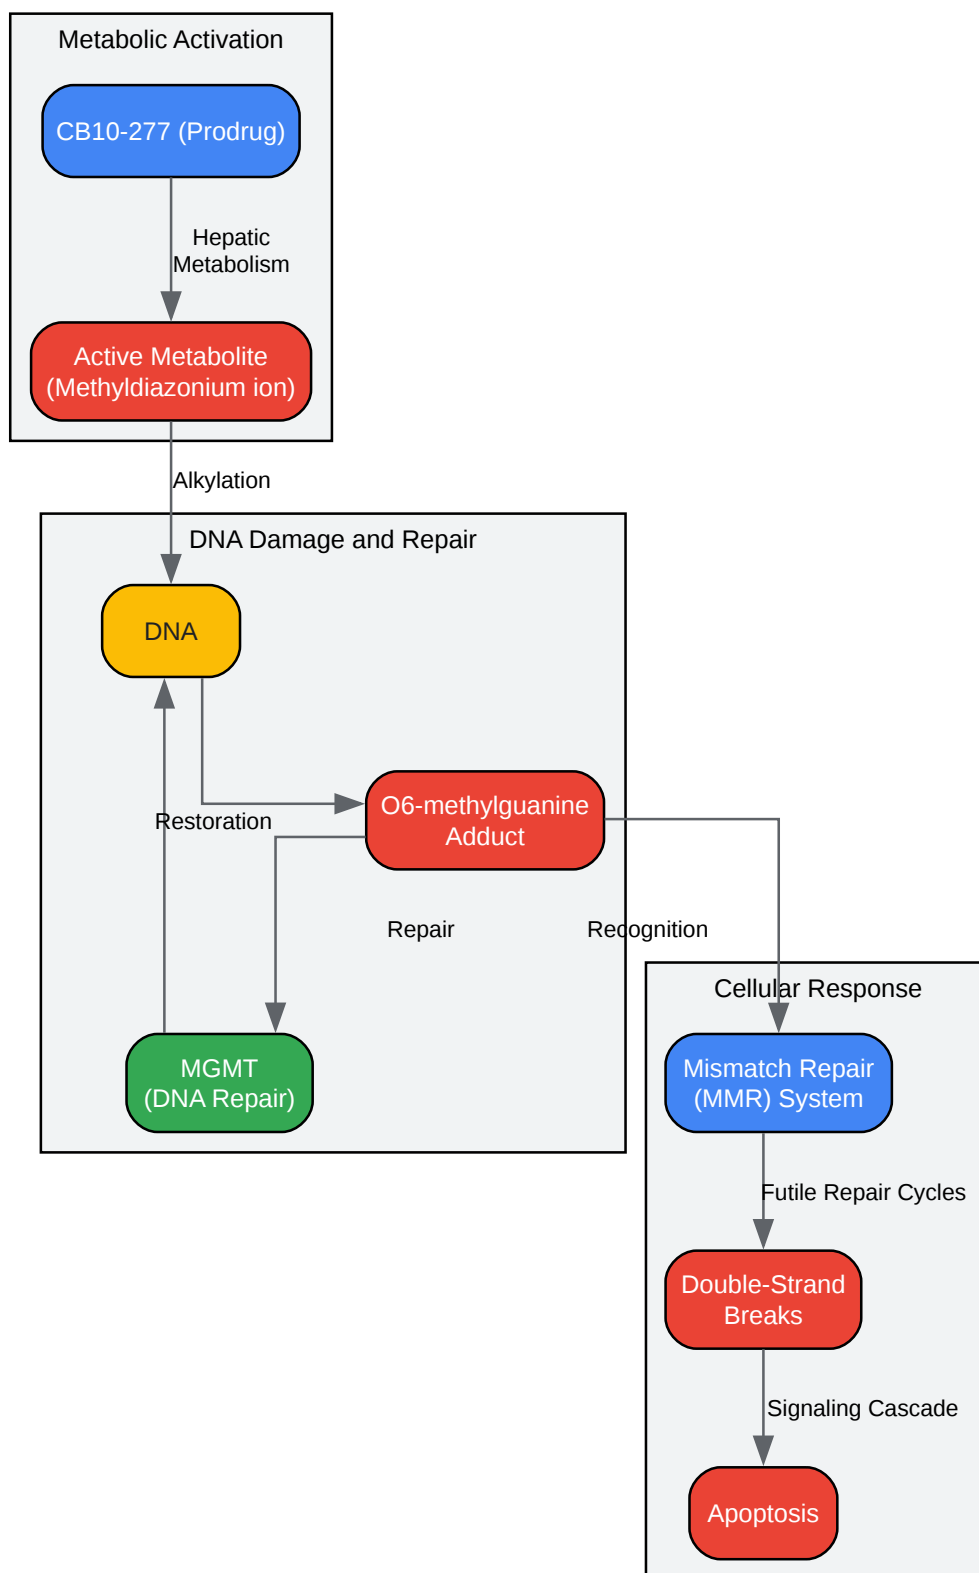 Metabolic Activation
CB10-277 (Prodrug)
Hepatic
Metabolism
Active Metabolite
(Methyldiazonium ion)
Alkylation
DNA Damage and Repair
DNA
O6-methylguanine
Adduct
Restoration
Repair
Recognition
Cellular Response
MGMT
(DNA Repair)
Mismatch Repair
(MMR) System
Futile Repair Cycles
Double-Strand
Breaks
Signaling Cascade
Apoptosis